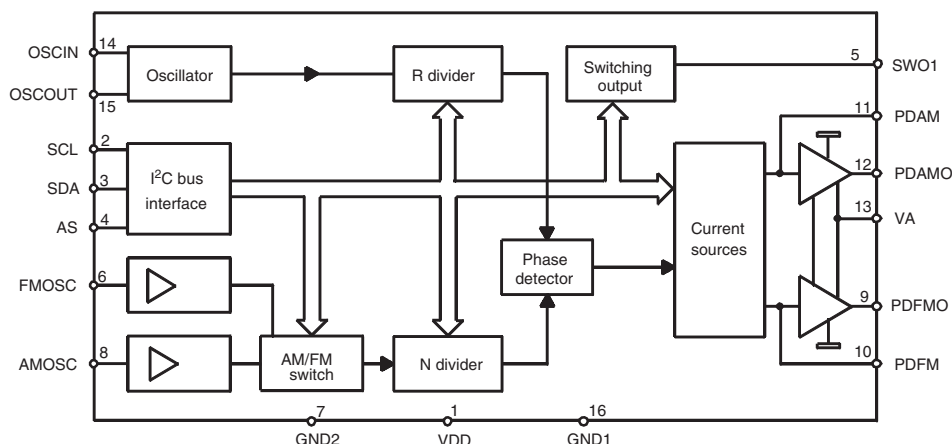 OSCIN
14
Oscillator
R divider
Switching
output
5
SWO1
OSCOUT
15
11
PDAM
SCL
2
SDA
3
I²C bus
interface
12
PDAMO
AS
4
13
VA
Current
sources
Phase
detector
FMOSC
6
9
PDFMO
AMOSC
8
AM/FM
switch
N divider
10
PDFM
7
1
16
GND2
VDD
GND1